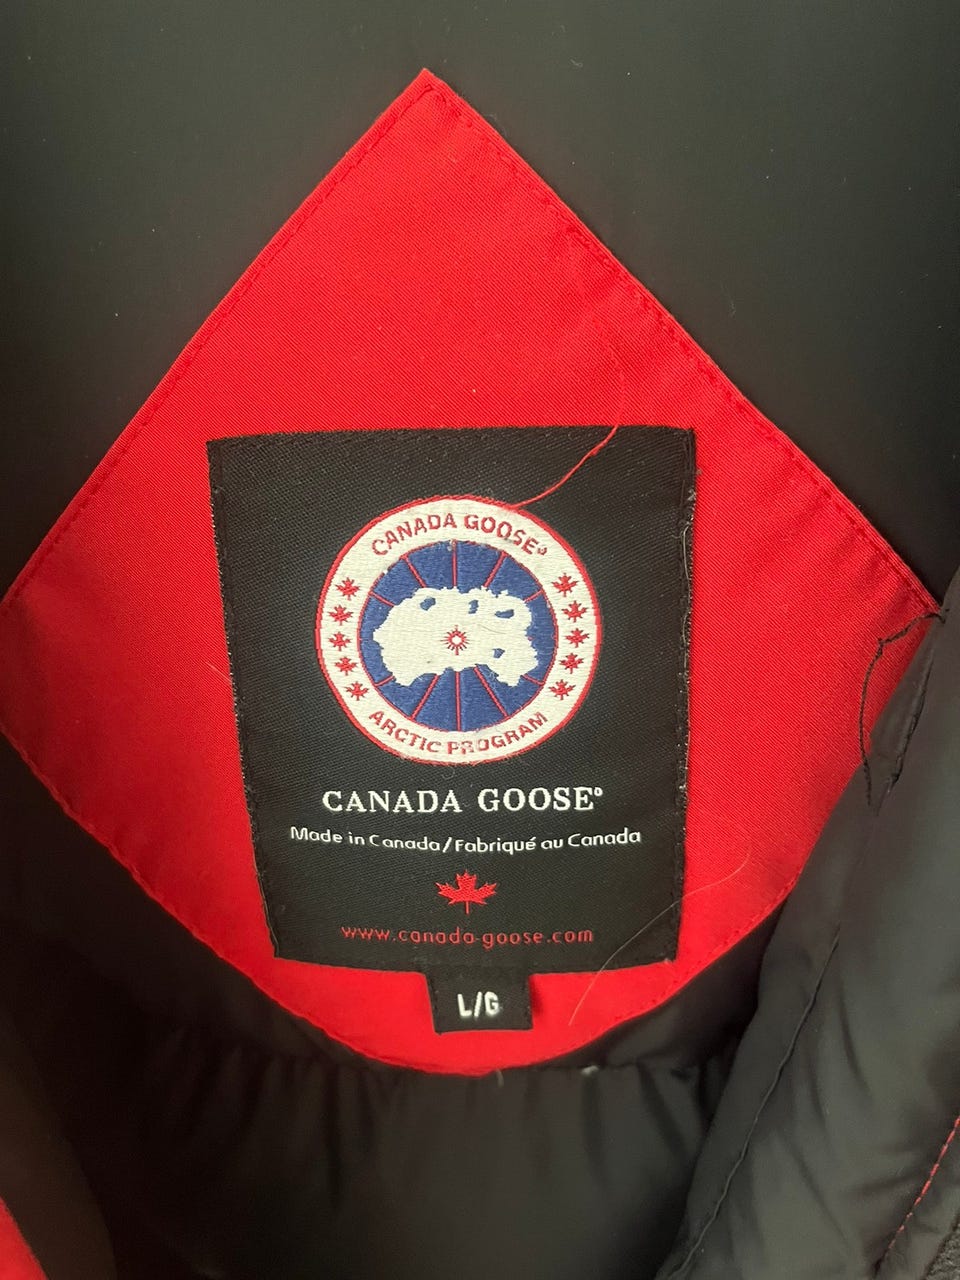 CANADA GOOSE®
ARCTIC PROGRAM
CANADA GOOSE®
Made in Canada/Fabriqué au Canada
www.canada-goose.com
L/G